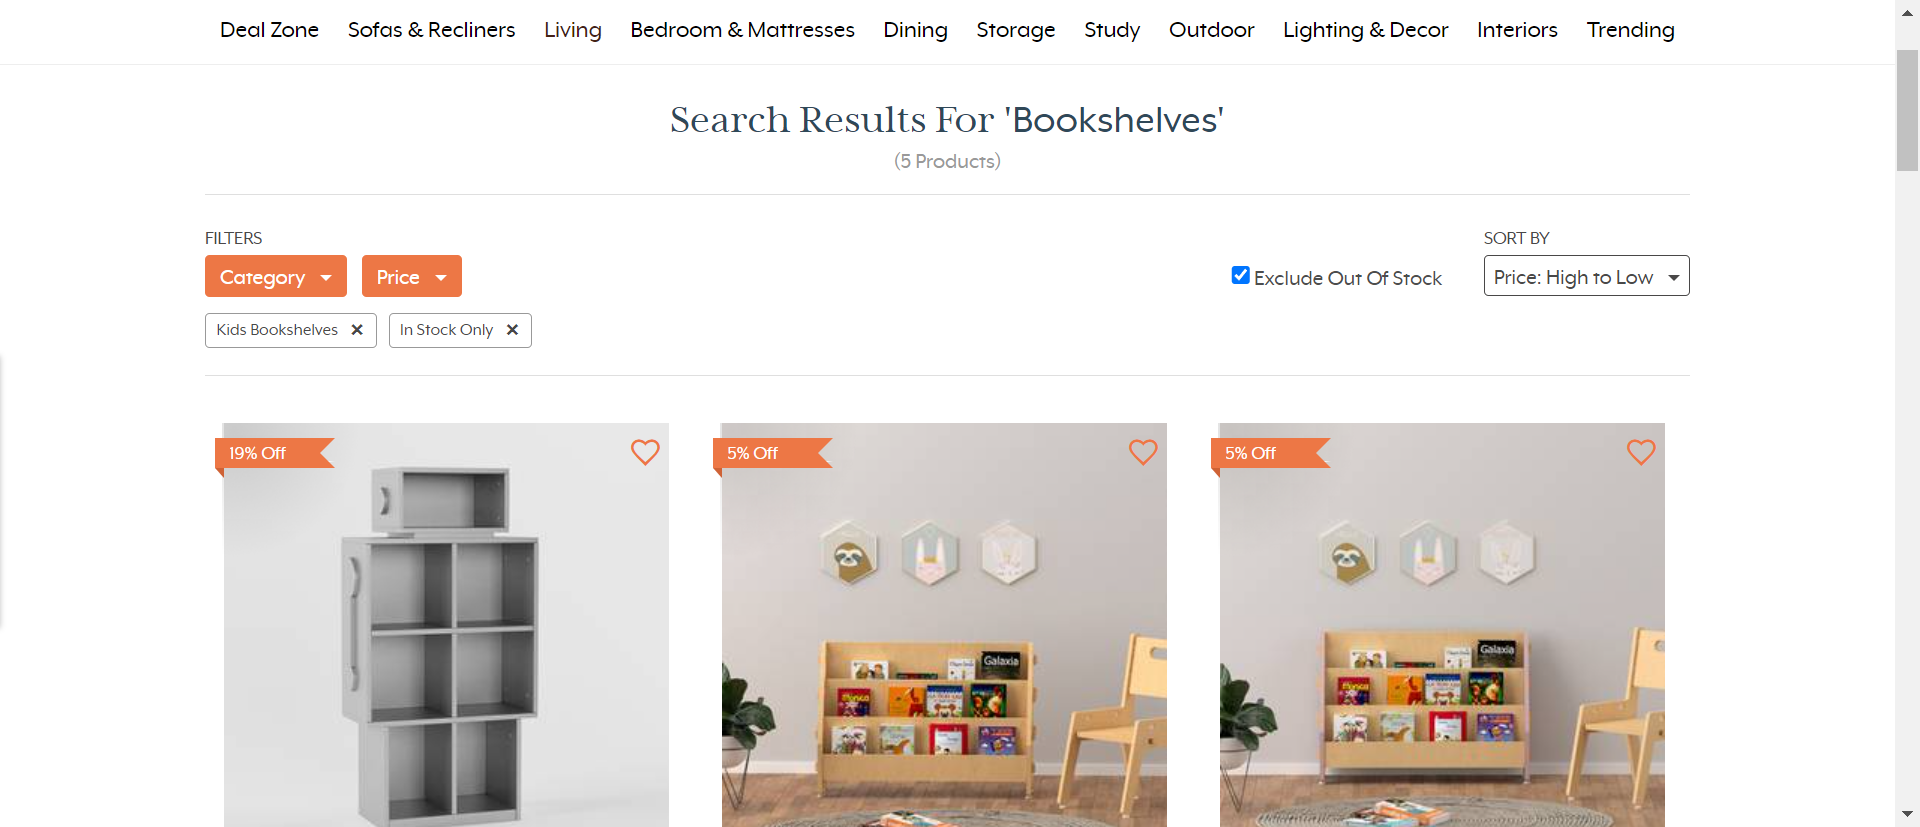 Deal Zone Sofas & Recliners Living Bedroom & Mattresses Dining Storage Study Outdoor Lighting & Decor Interiors Trending
Search Results For 'Bookshelves'
(5 Products)
FILTERS
SORT BY
Category Price
Exclude Out Of Stock
Price: High to Low
Kids Bookshelves ✕ In Stock Only ✕
19% Off
5% Off
5% Off
Galaxia
Galaxia